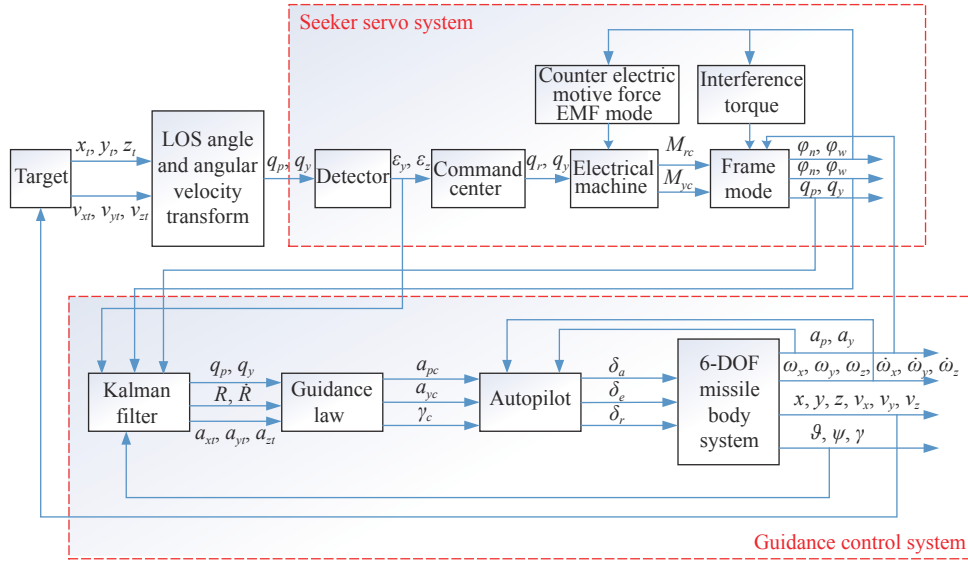 Seeker servo system
Counter electric
motive force
EMF mode
Interference
torque
x_t, y_t, z_t
LOS angle
and angular
velocity
transform
q_p, q_y
ε_y, ε_z
q_r, q_y
M_rc
φ_n, φ_w
Target
Detector
Command
center
Electrical
machine
M_yc
Frame
mode
φ_n, φ_w
q_p, q_y
v_xt, v_yt, v_zt
a_p, a_y
Kalman
filter
q_p, q_y
R, Ṙ
a_xt, a_yt, a_zt
Guidance
law
a_pc
a_yc
γ_c
Autopilot
δ_a
δ_e
δ_r
6-DOF
missile
body
system
ω_x, ω_y, ω_z, ω̇_x, ω̇_y, ω̇_z
x, y, z, v_x, v_y, v_z
ϑ, ψ, γ
Guidance control system